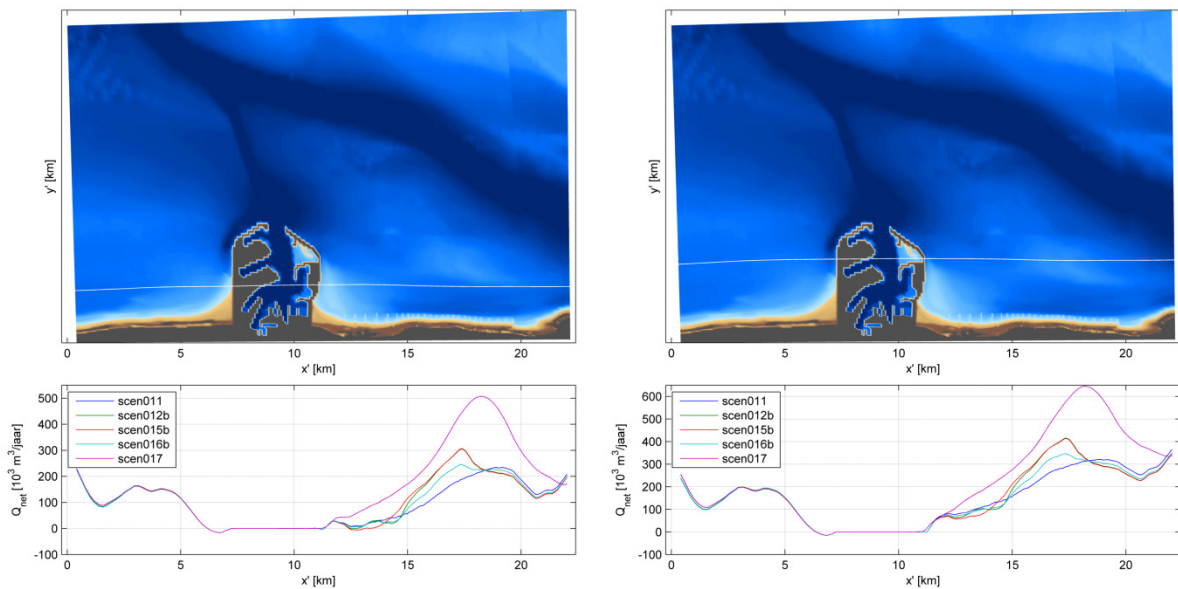 y' [km]
0 5 10 15 20
x' [km]
500
400
300
200
100
0
-100
Q_net [10^3 m^3/jaar]
scen011
scen012b
scen015b
scen016b
scen017
0 5 10 15 20
x' [km]
y' [km]
0 5 10 15 20
x' [km]
600
500
400
300
200
100
0
-100
Q_net [10^3 m^3/jaar]
scen011
scen012b
scen015b
scen016b
scen017
0 5 10 15 20
x' [km]